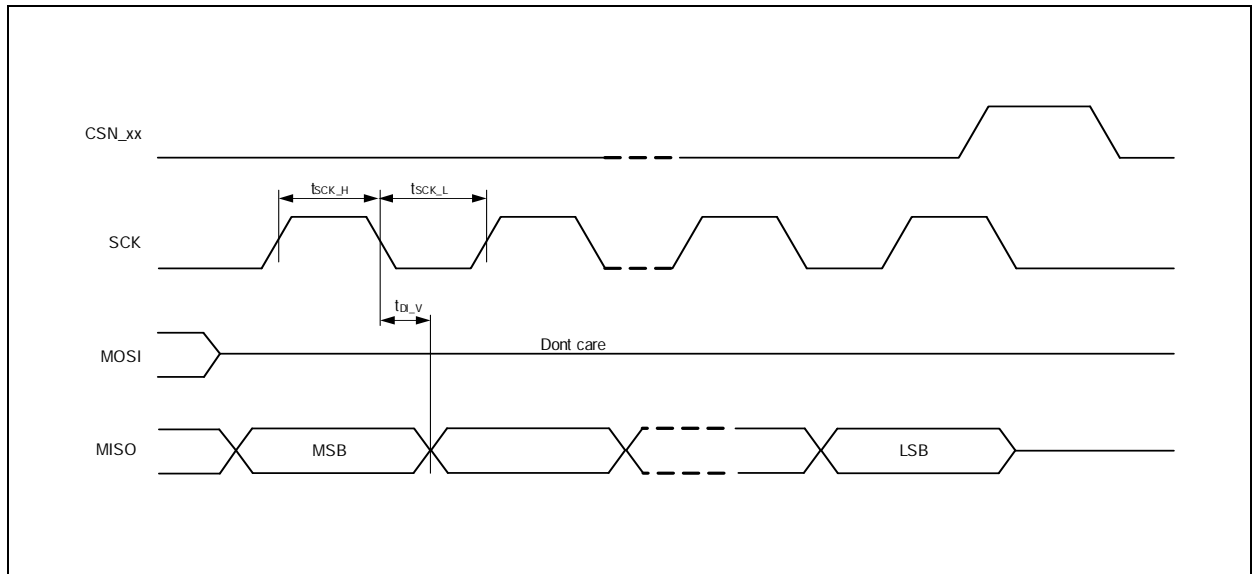 CSN_xx
tSCK_H
tSCK_L
SCK
tDI_V
MOSI
Dont care
MISO
MSB
LSB